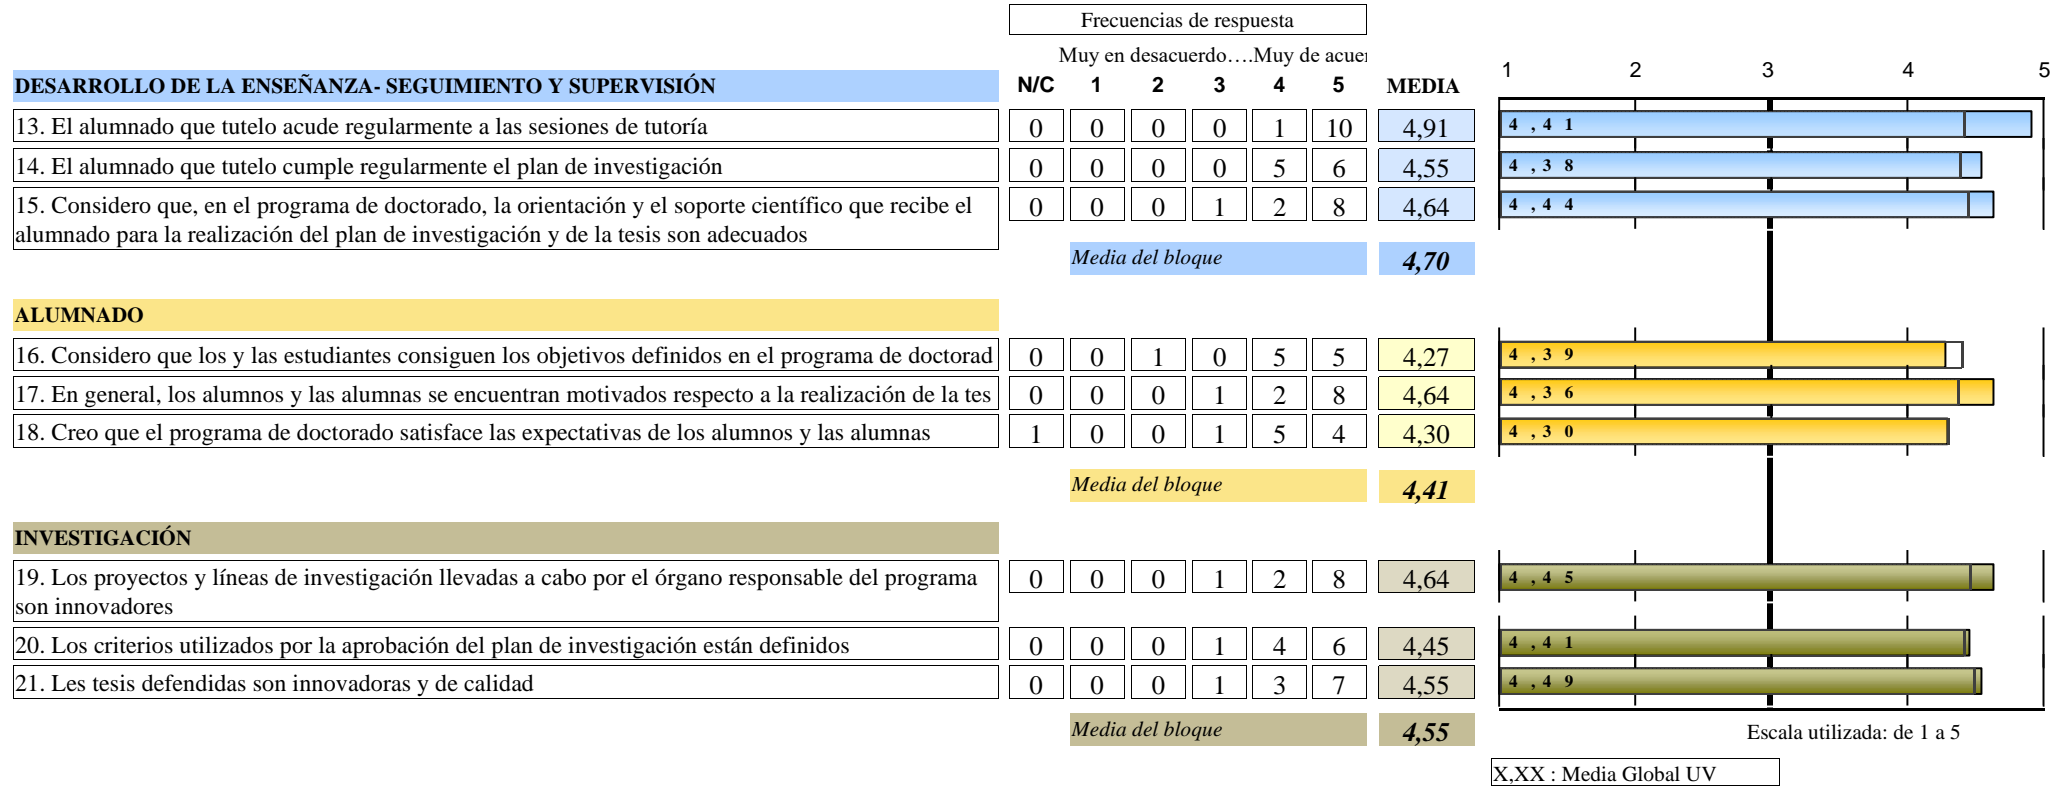 Frecuencias de respuesta
Muy en desacuerdo….Muy de acuer
DESARROLLO DE LA ENSEÑANZA- SEGUIMIENTO Y SUPERVISIÓN N/C 1 2 3 4 5 MEDIA 1 2 3 4 5
13. El alumnado que tutelo acude regularmente a las sesiones de tutoría 0 0 0 0 1 10 4,91 4,41
14. El alumnado que tutelo cumple regularmente el plan de investigación 0 0 0 0 5 6 4,55 4,38
15. Considero que, en el programa de doctorado, la orientación y el soporte científico que recibe el 0 0 0 1 2 8 4,64 4,44
alumnado para la realización del plan de investigación y de la tesis son adecuados
Media del bloque 4,70
ALUMNADO
16. Considero que los y las estudiantes consiguen los objetivos definidos en el programa de doctorad 0 0 1 0 5 5 4,27 4,39
17. En general, los alumnos y las alumnas se encuentran motivados respecto a la realización de la tes 0 0 0 1 2 8 4,64 4,36
18. Creo que el programa de doctorado satisface las expectativas de los alumnos y las alumnas 1 0 0 1 5 4 4,30 4,30
Media del bloque 4,41
INVESTIGACIÓN
19. Los proyectos y líneas de investigación llevadas a cabo por el órgano responsable del programa 0 0 0 1 2 8 4,64 4,45
son innovadores
20. Los criterios utilizados por la aprobación del plan de investigación están definidos 0 0 0 1 4 6 4,45 4,41
21. Les tesis defendidas son innovadoras y de calidad 0 0 0 1 3 7 4,55 4,49
Media del bloque 4,55
Escala utilizada: de 1 a 5
X,XX : Media Global UV